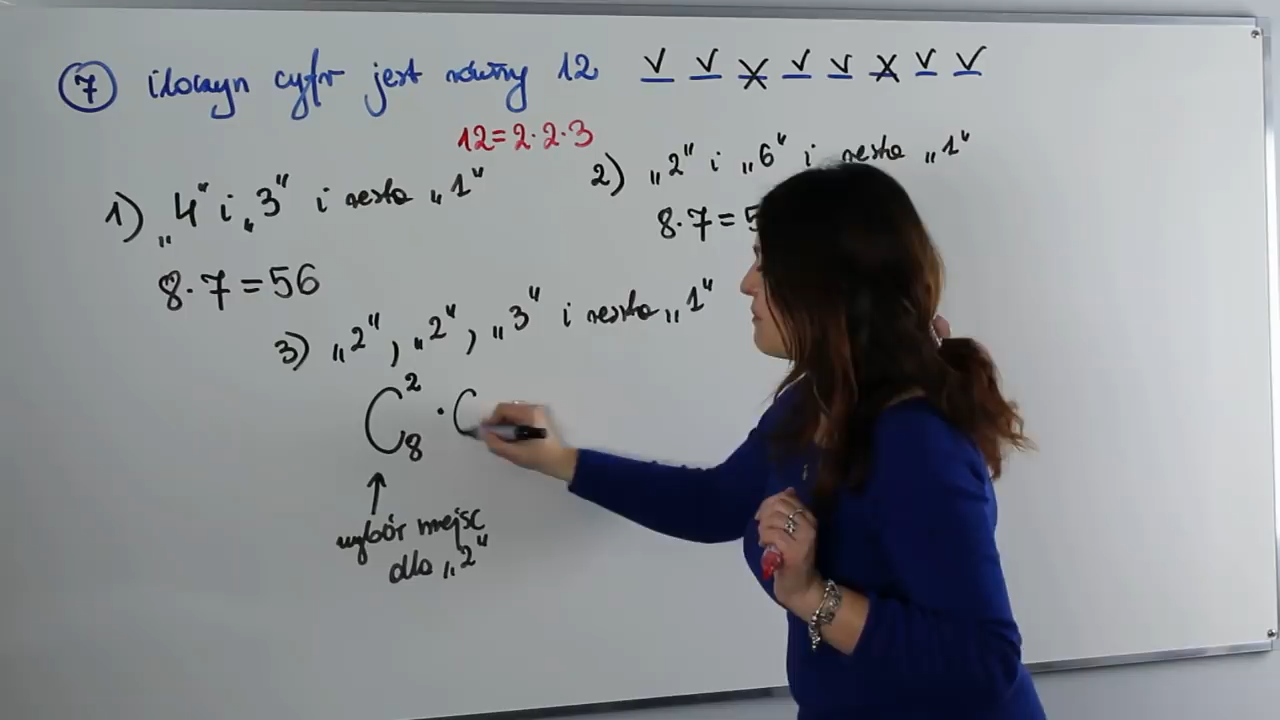 7 iloczyn cyfr jest równy 12
12=2·2·3
1) „4" i „3" i reszta „1"
8·7=56
2) „2" i „6" i reszta „1"
8·7=5
3) „2", „2", „3" i reszta „1"
C₈² · C
↑
wybór miejsc
dla „2"